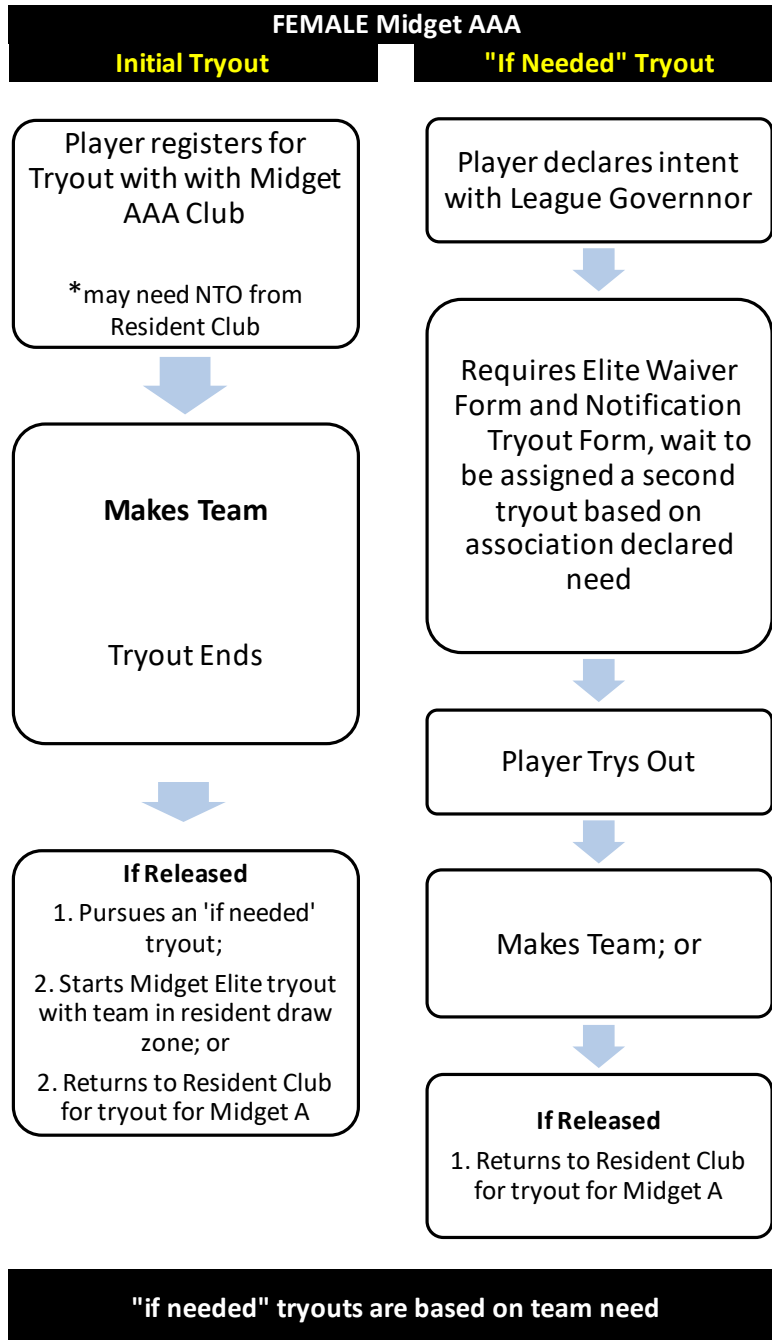 FEMALE Midget AAA
Initial Tryout
Player registers for
Tryout with with Midget
AAA Club
*may need NTO from
Resident Club
Makes Team
Tryout Ends
If Released
1. Pursues an 'if needed'
tryout;
2. Starts Midget Elite tryout
with team in resident draw
zone; or
2. Returns to Resident Club
for tryout for Midget A
"If Needed" Tryout
Player declares intent
with League Governnor
Requires Elite Waiver
Form and Notification
Tryout Form, wait to
be assigned a second
tryout based on
association declared
need
Player Trys Out
Makes Team; or
If Released
1. Returns to Resident Club
for tryout for Midget A
"if needed" tryouts are based on team need